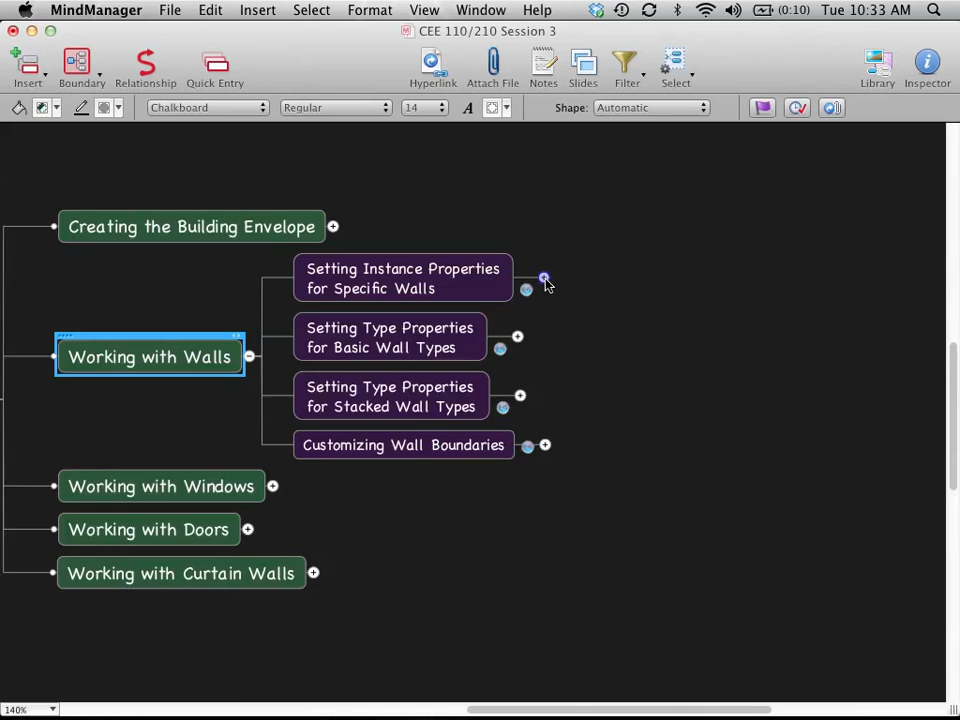 MindManager File Edit Insert Select Format View Tools Window Help (0:10) Tue 10:33 AM
CEE 110/210 Session 3
Insert Boundary Relationship Quick Entry Hyperlink Attach File Notes Slides Filter Select Library Inspector
Chalkboard Regular 14 A Shape: Automatic
Creating the Building Envelope
Setting Instance Properties
for Specific Walls
Setting Type Properties
for Basic Wall Types
Working with Walls
Setting Type Properties
for Stacked Wall Types
Customizing Wall Boundaries
Working with Windows
Working with Doors
Working with Curtain Walls
140%